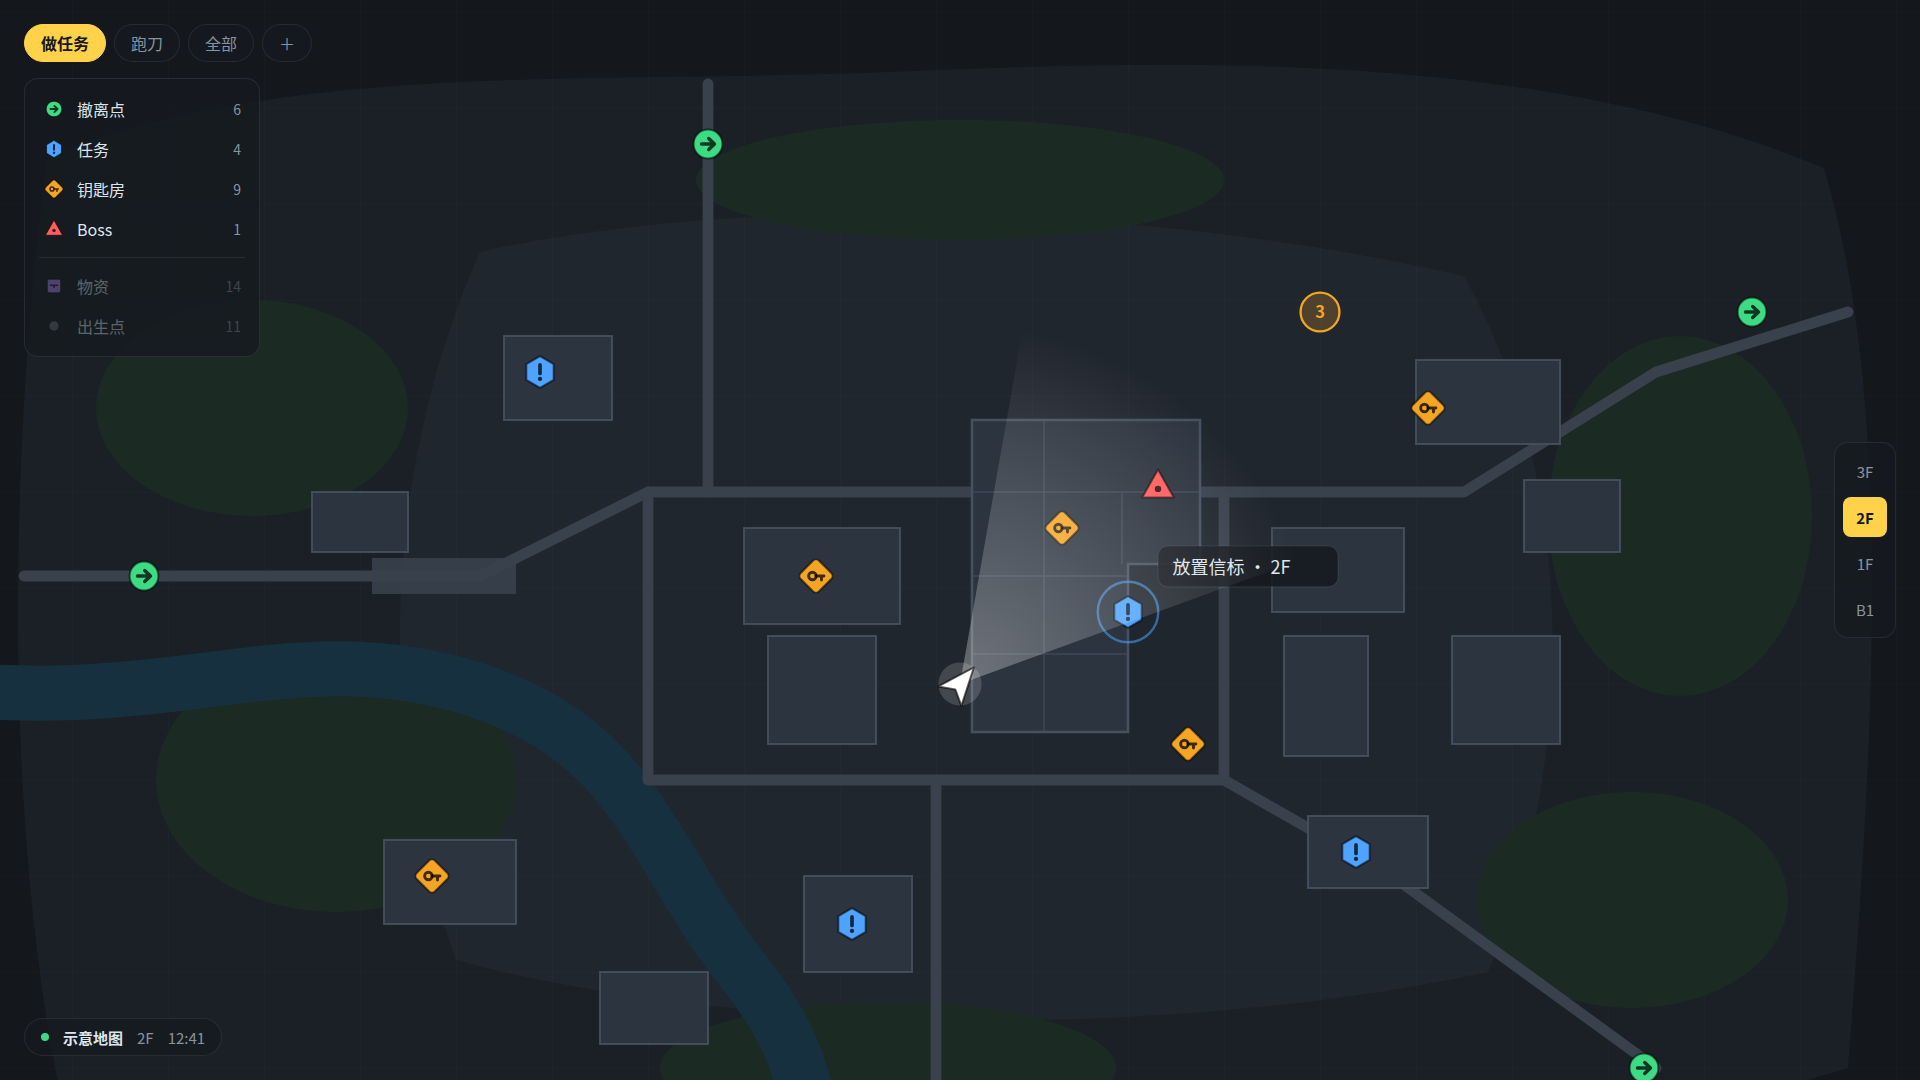 做任务 跑刀 全部 +
撤离点 6
任务 4
钥匙房 9
Boss 1
物资 14
出生点 11
3
3F
2F
1F
B1
放置信标 · 2F
示意地图 2F 12:41